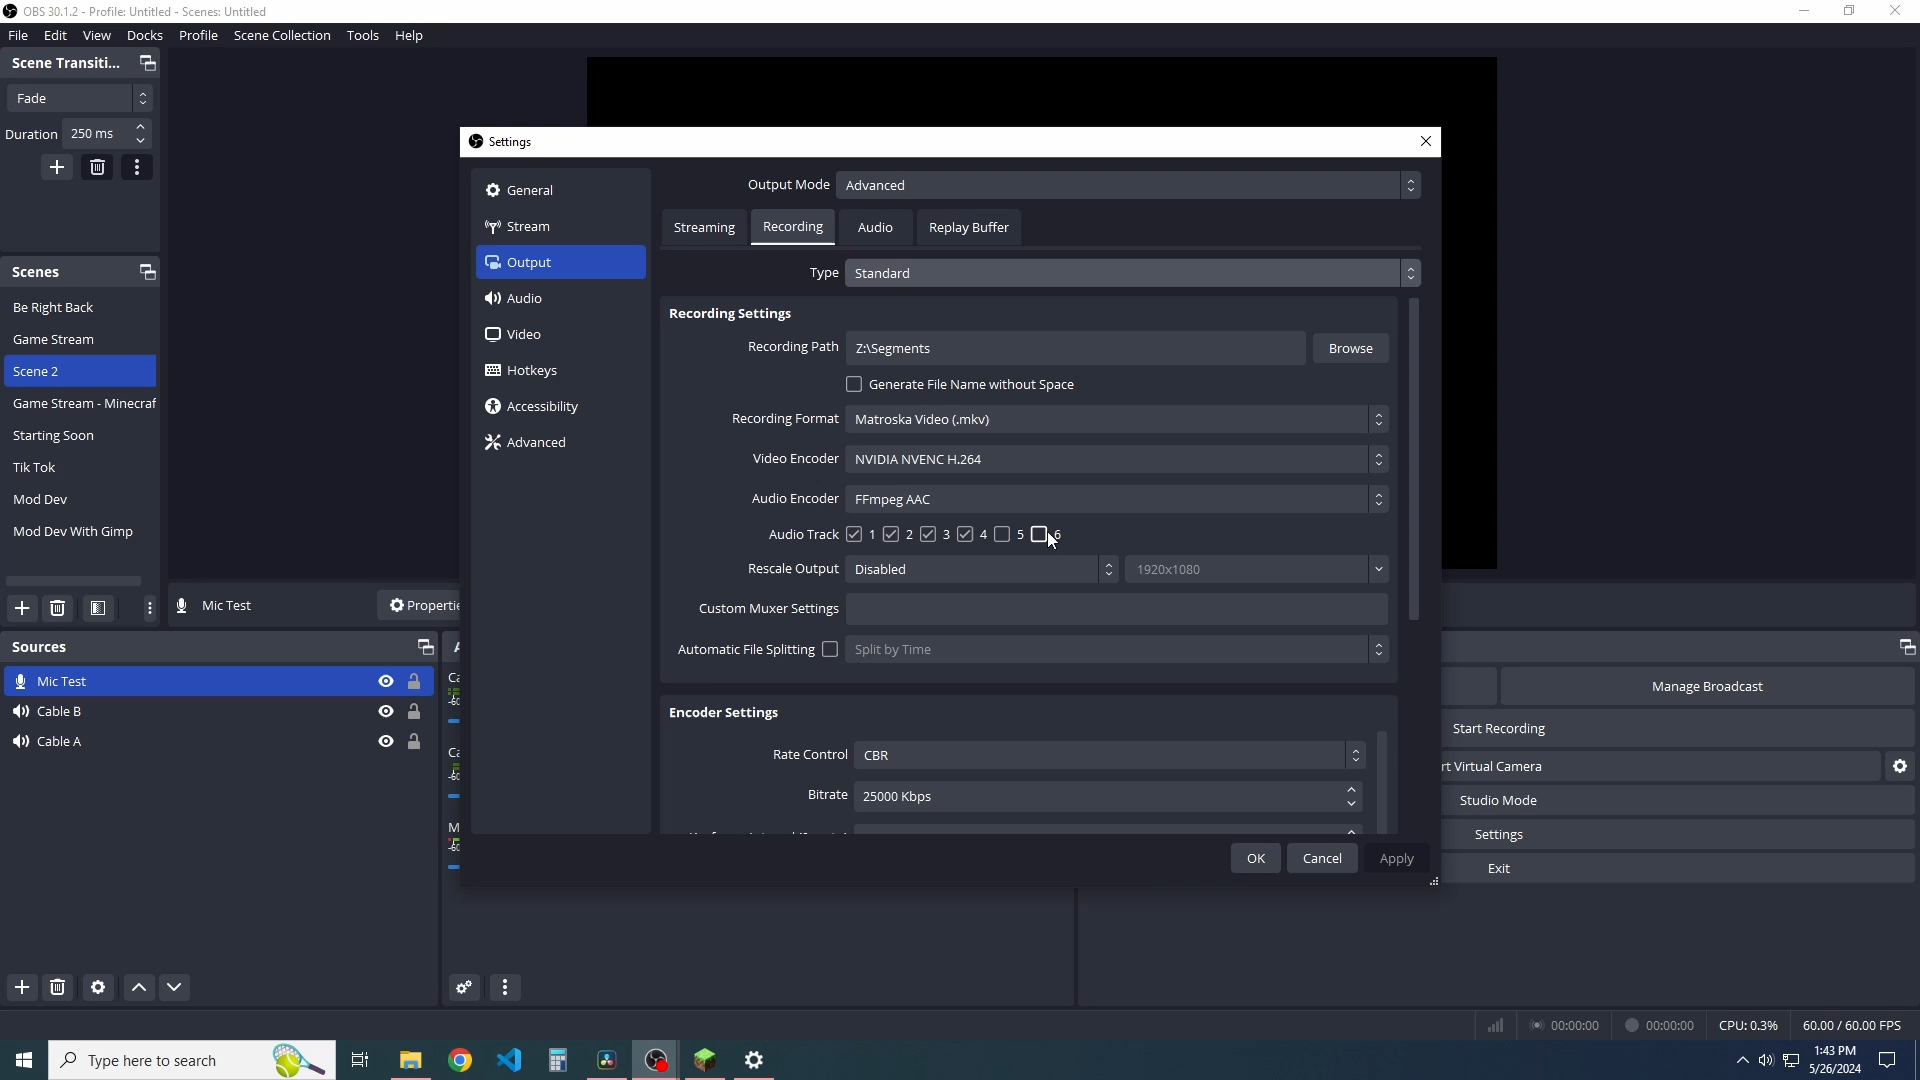 OBS 30.1.2 - Profile: Untitled - Scenes: Untitled
File Edit View Docks Profile Scene Collection Tools Help
Scene Transiti...
Fade
Duration 250 ms
Scenes
Be Right Back
Game Stream
Scene 2
Game Stream - Minecraf
Starting Soon
Tik Tok
Mod Dev
Mod Dev With Gimp
Mic Test Propertie
Sources
Mic Test
Cable B
Cable A
Settings
General
Stream
Output
Audio
Video
Hotkeys
Accessibility
Advanced
Output Mode Advanced
Streaming Recording Audio Replay Buffer
Type Standard
Recording Settings
Recording Path Z:\Segments Browse
Generate File Name without Space
Recording Format Matroska Video (.mkv)
Video Encoder NVIDIA NVENC H.264
Audio Encoder FFmpeg AAC
Audio Track 1 2 3 4 5 6
Rescale Output Disabled 1920x1080
Custom Muxer Settings
Automatic File Splitting Split by Time
Encoder Settings
Rate Control CBR
Bitrate 25000 Kbps
OK Cancel Apply
Manage Broadcast
Start Recording
rt Virtual Camera
Studio Mode
Settings
Exit
00:00:00 00:00:00 CPU: 0.3% 60.00 / 60.00 FPS
Type here to search
1:43 PM
5/26/2024